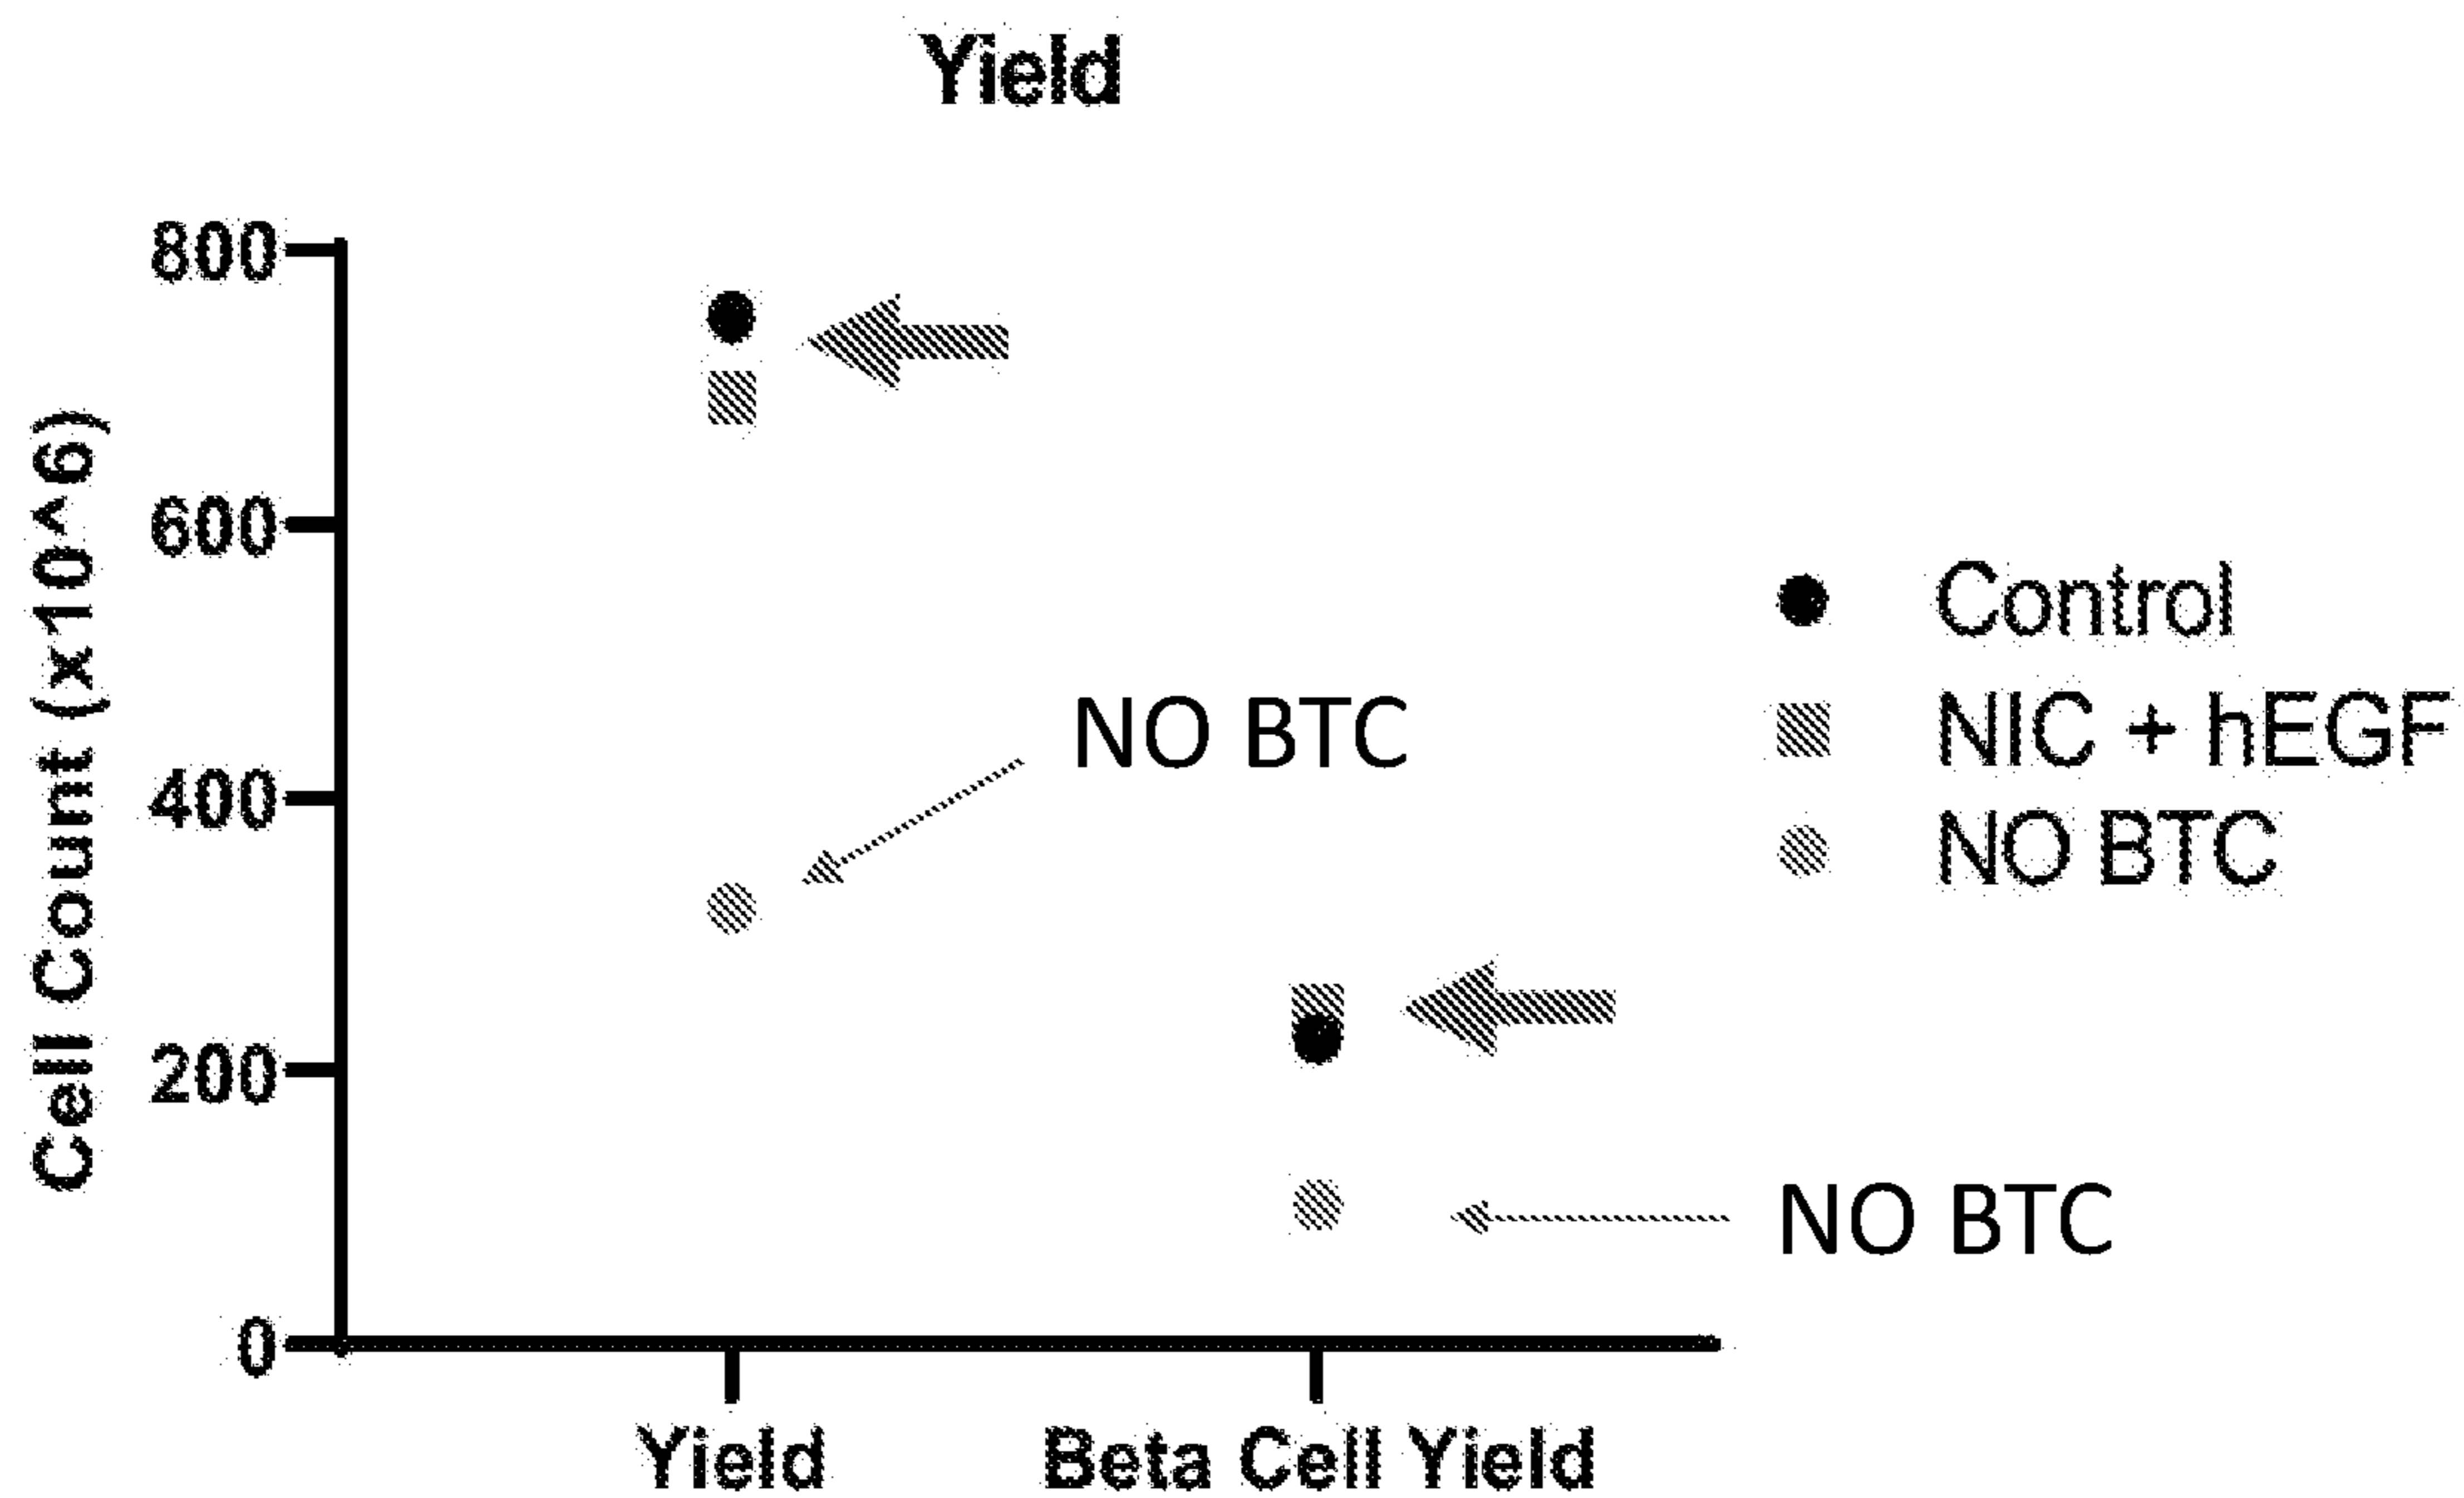 Yield
800
600
400
200
0
Cell Count (x10^6)
NO BTC
NO BTC
Control
NIC + hEGF
NO BTC
Yield
Beta Cell Yield